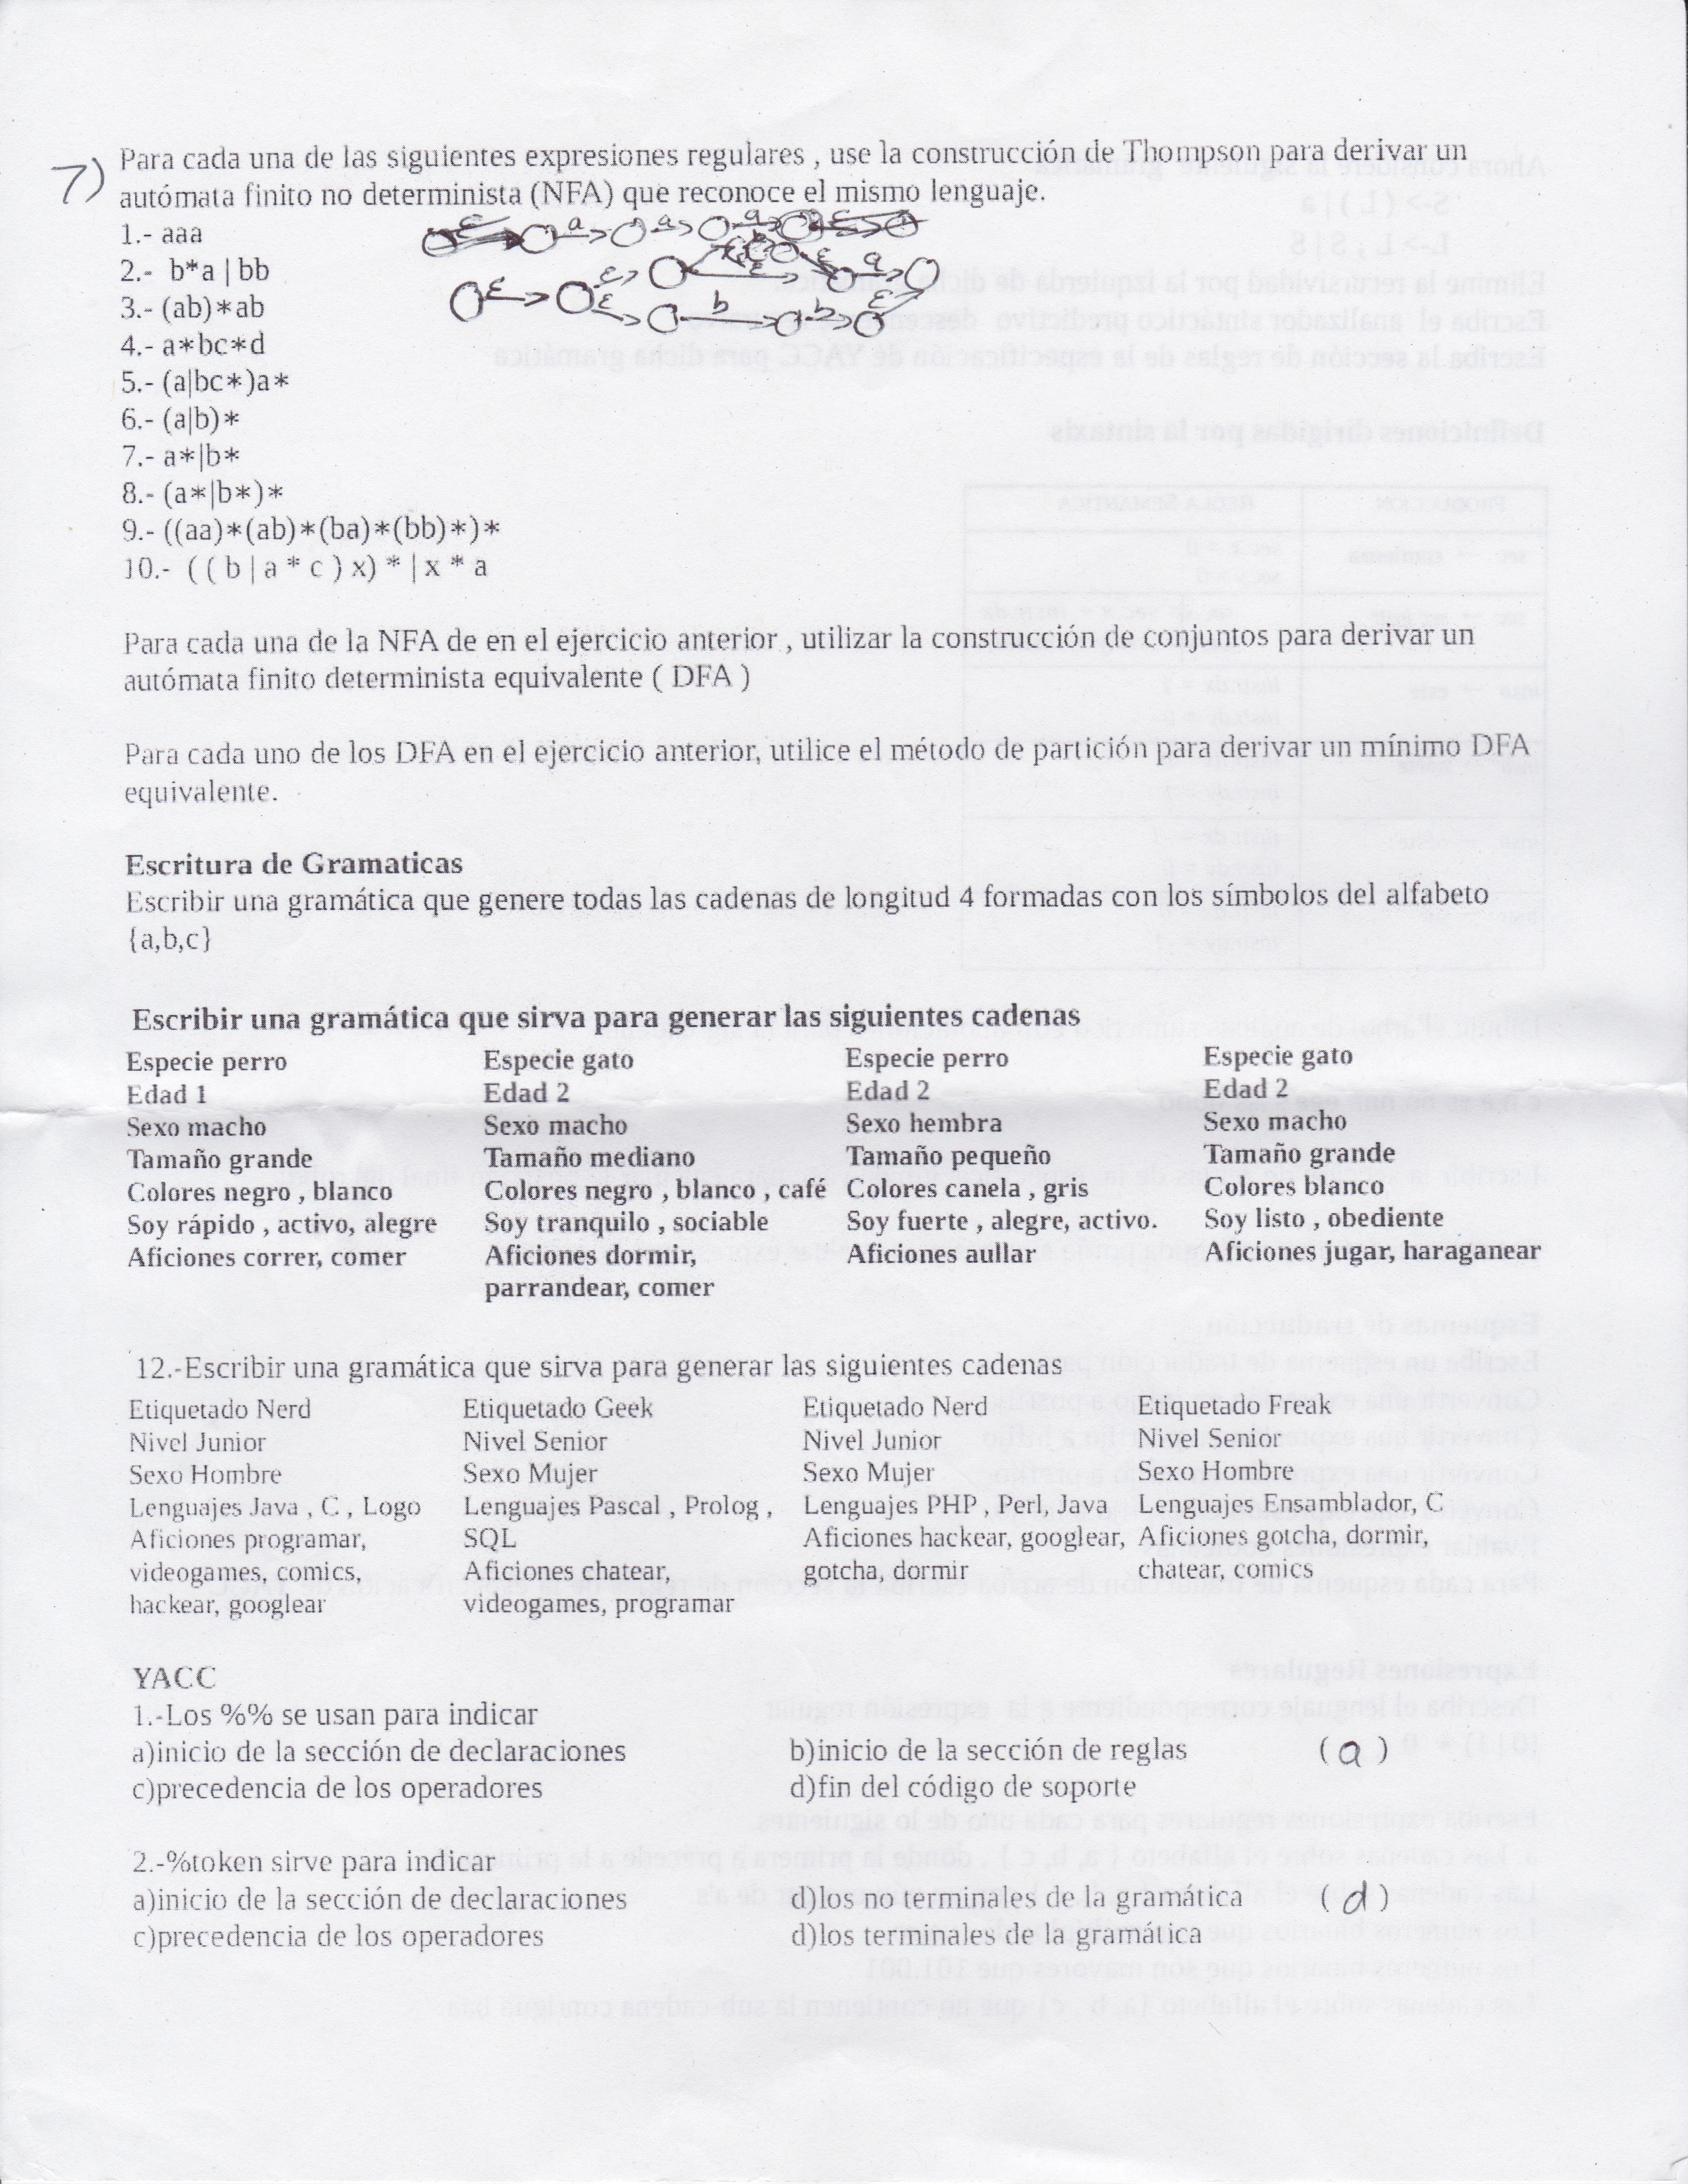 7)
Para cada una de las siguientes expresiones regulares , use la construcción de Thompson para derivar un
autómata finito no determinista (NFA) que reconoce el mismo lenguaje.
1.- aaa
ε a a a ε
2.- b*a | bb
ε ε b ε ε a
3.- (ab)*ab
ε ε b b ε
4.- a*bc*d
5.- (a|bc*)a*
6.- (a|b)*
7.- a*|b*
8.- (a*|b*)*
9.- ((aa)*(ab)*(ba)*(bb)*)*
10.- ( ( b | a * c ) x) * | x * a
Para cada una de la NFA de en el ejercicio anterior , utilizar la construcción de conjuntos para derivar un
autómata finito determinista equivalente ( DFA )
Para cada uno de los DFA en el ejercicio anterior, utilice el método de partición para derivar un mínimo DFA
equivalente.
Escritura de Gramaticas
Escribir una gramática que genere todas las cadenas de longitud 4 formadas con los símbolos del alfabeto
{a,b,c}
Escribir una gramática que sirva para generar las siguientes cadenas
Especie perro
Edad 1
Sexo macho
Tamaño grande
Colores negro , blanco
Soy rápido , activo, alegre
Aficiones correr, comer
Especie gato
Edad 2
Sexo macho
Tamaño mediano
Colores negro , blanco , café
Soy tranquilo , sociable
Aficiones dormir,
parrandear, comer
Especie perro
Edad 2
Sexo hembra
Tamaño pequeño
Colores canela , gris
Soy fuerte , alegre, activo.
Aficiones aullar
Especie gato
Edad 2
Sexo macho
Tamaño grande
Colores blanco
Soy listo , obediente
Aficiones jugar, haraganear
12.-Escribir una gramática que sirva para generar las siguientes cadenas
Etiquetado Nerd
Nivel Junior
Sexo Hombre
Lenguajes Java , C , Logo
Aficiones programar,
videogames, comics,
hackear, googlear
Etiquetado Geek
Nivel Senior
Sexo Mujer
Lenguajes Pascal , Prolog ,
SQL
Aficiones chatear,
videogames, programar
Etiquetado Nerd
Nivel Junior
Sexo Mujer
Lenguajes PHP , Perl, Java
Aficiones hackear, googlear,
gotcha, dormir
Etiquetado Freak
Nivel Senior
Sexo Hombre
Lenguajes Ensamblador, C
Aficiones gotcha, dormir,
chatear, comics
YACC
1.-Los %% se usan para indicar
a)inicio de la sección de declaraciones b)inicio de la sección de reglas ( a )
c)precedencia de los operadores d)fin del código de soporte
2.-%token sirve para indicar
a)inicio de la sección de declaraciones d)los no terminales de la gramática ( d )
c)precedencia de los operadores d)los terminales de la gramática